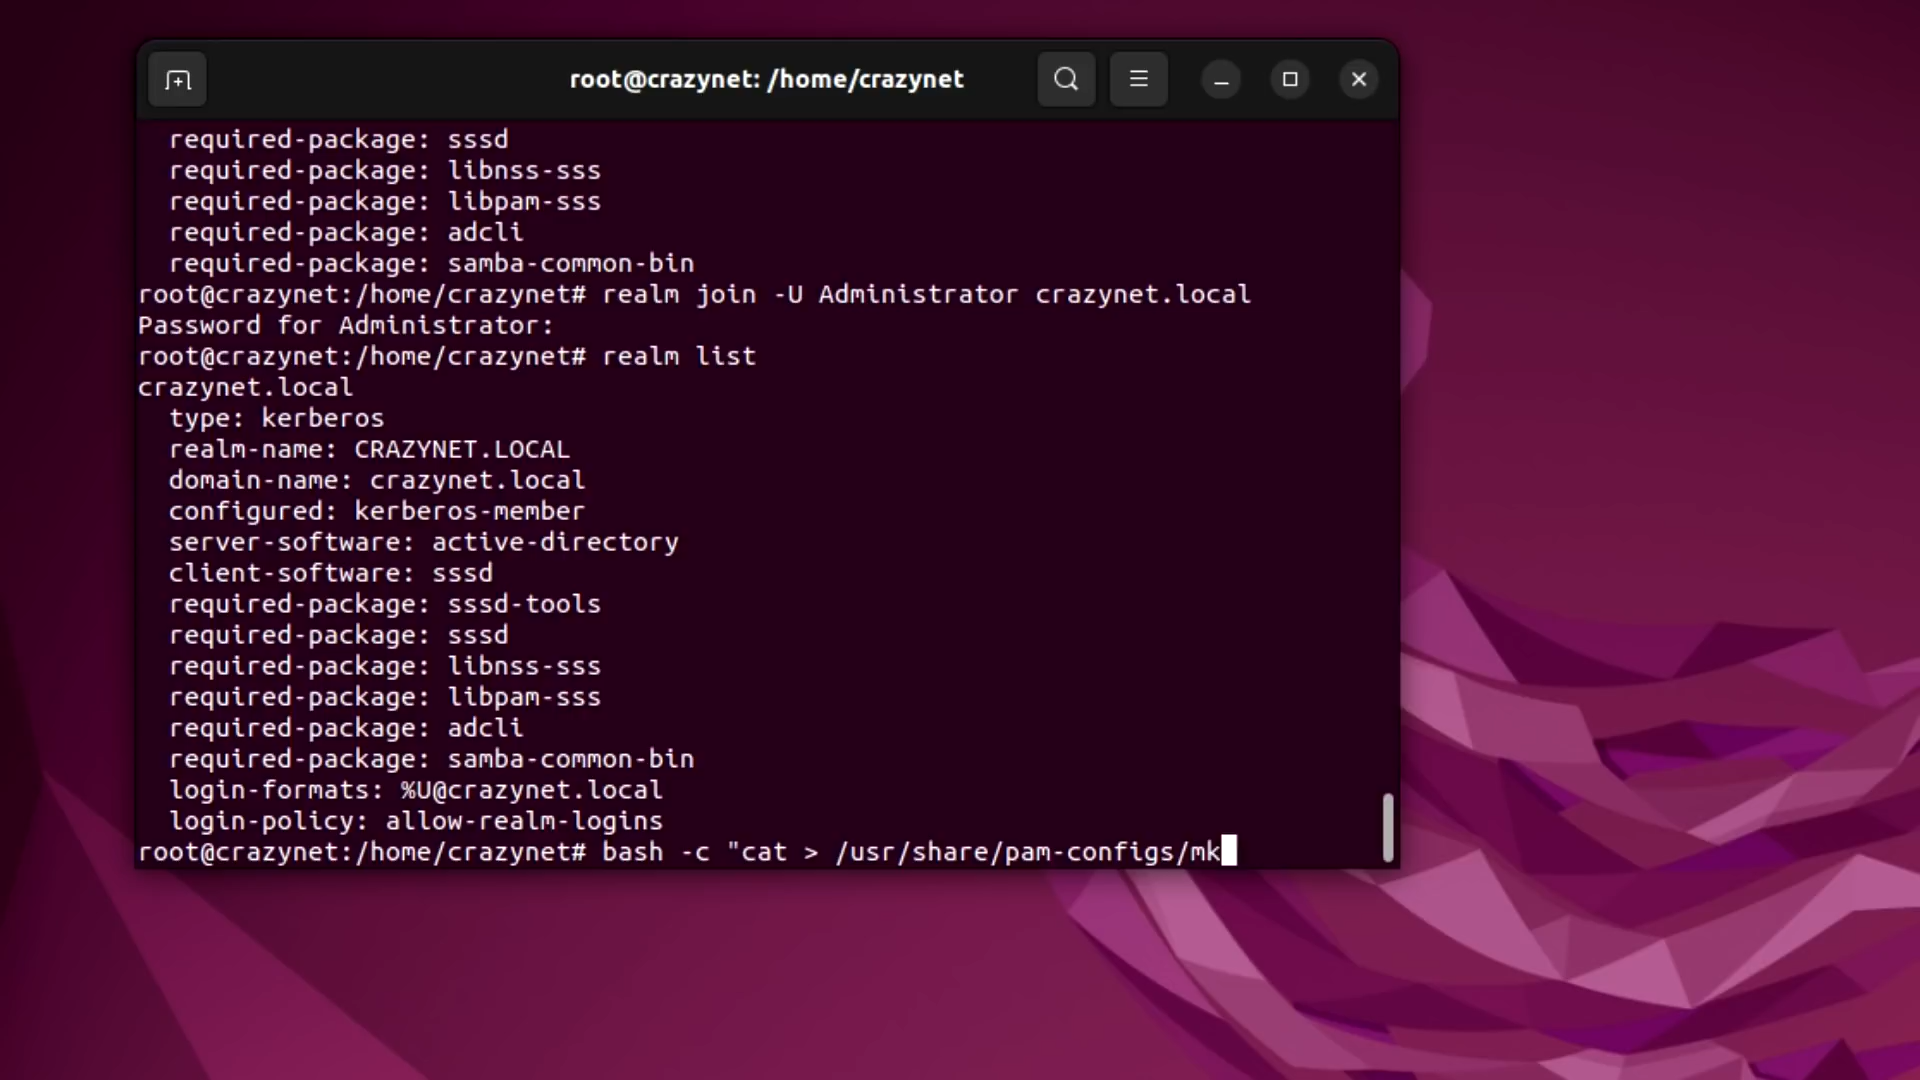 root@crazynet: /home/crazynet
required-package: sssd
required-package: libnss-sss
required-package: libpam-sss
required-package: adcli
required-package: samba-common-bin
root@crazynet:/home/crazynet# realm join -U Administrator crazynet.local
Password for Administrator:
root@crazynet:/home/crazynet# realm list
crazynet.local
type: kerberos
realm-name: CRAZYNET.LOCAL
domain-name: crazynet.local
configured: kerberos-member
server-software: active-directory
client-software: sssd
required-package: sssd-tools
required-package: sssd
required-package: libnss-sss
required-package: libpam-sss
required-package: adcli
required-package: samba-common-bin
login-formats: %U@crazynet.local
login-policy: allow-realm-logins
root@crazynet:/home/crazynet# bash -c "cat > /usr/share/pam-configs/mk